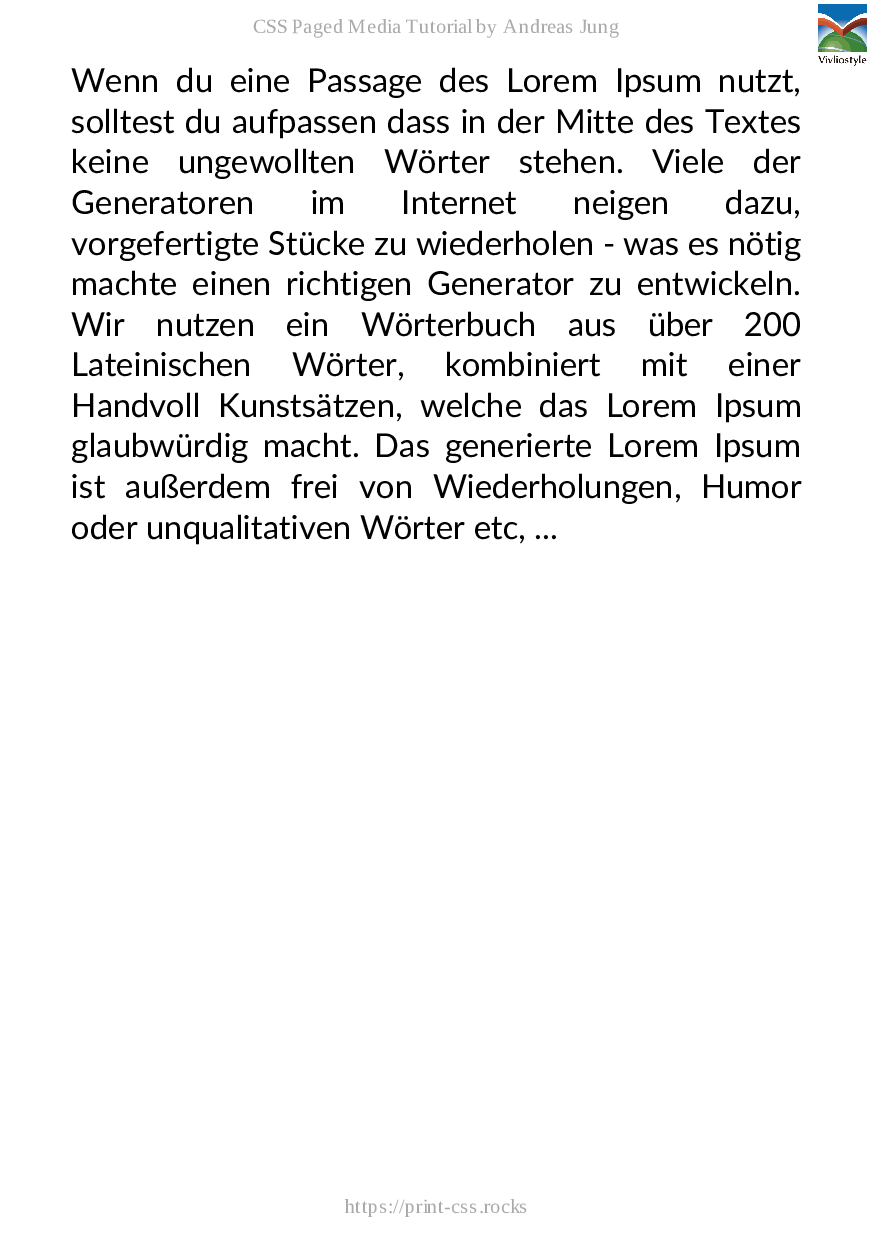 CSS Paged Media Tutorial by Andreas Jung
Vivliostyle
Wenn du eine Passage des Lorem Ipsum nutzt,
solltest du aufpassen dass in der Mitte des Textes
keine ungewollten Wörter stehen. Viele der
Generatoren im Internet neigen dazu,
vorgefertigte Stücke zu wiederholen - was es nötig
machte einen richtigen Generator zu entwickeln.
Wir nutzen ein Wörterbuch aus über 200
Lateinischen Wörter, kombiniert mit einer
Handvoll Kunstsätzen, welche das Lorem Ipsum
glaubwürdig macht. Das generierte Lorem Ipsum
ist außerdem frei von Wiederholungen, Humor
oder unqualitativen Wörter etc, ...
https://print-css.rocks